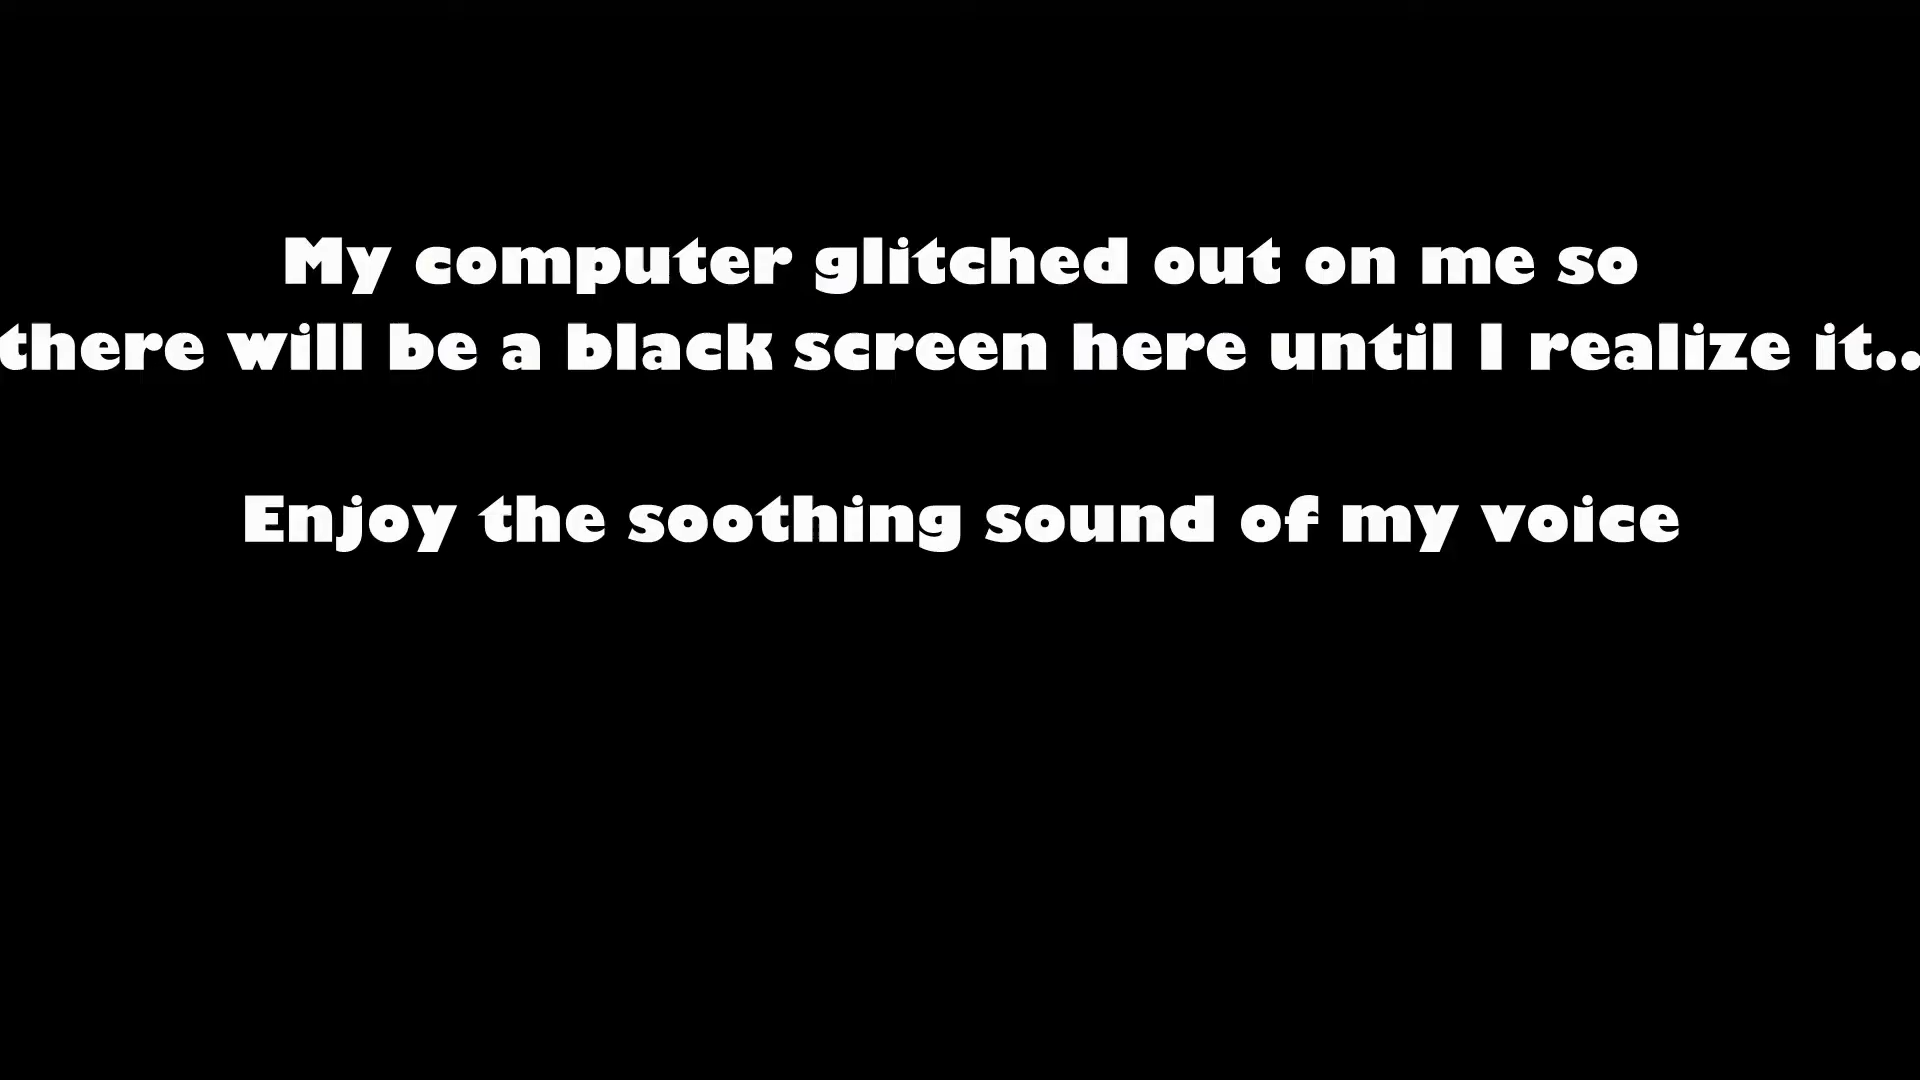 My computer glitched out on me so
there will be a black screen here until I realize it..
Enjoy the soothing sound of my voice